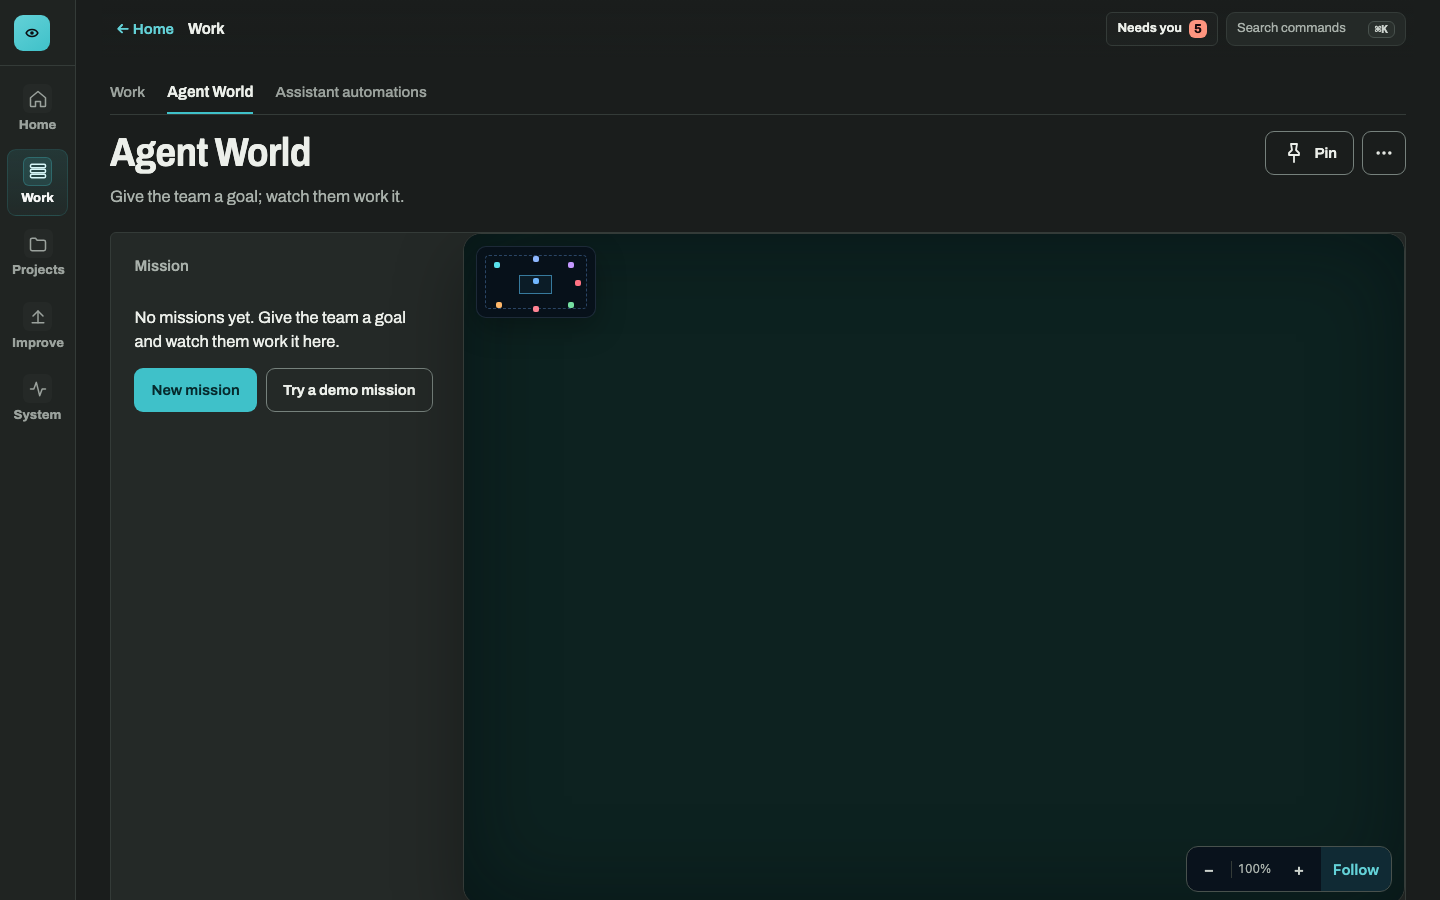 ← Home Work
Needs you 5
Search commands ⌘K
Home
Work
Projects
Improve
System
Work Agent World Assistant automations
Agent World
Pin
Give the team a goal; watch them work it.
Mission
No missions yet. Give the team a goal
and watch them work it here.
New mission Try a demo mission
− 100% + Follow